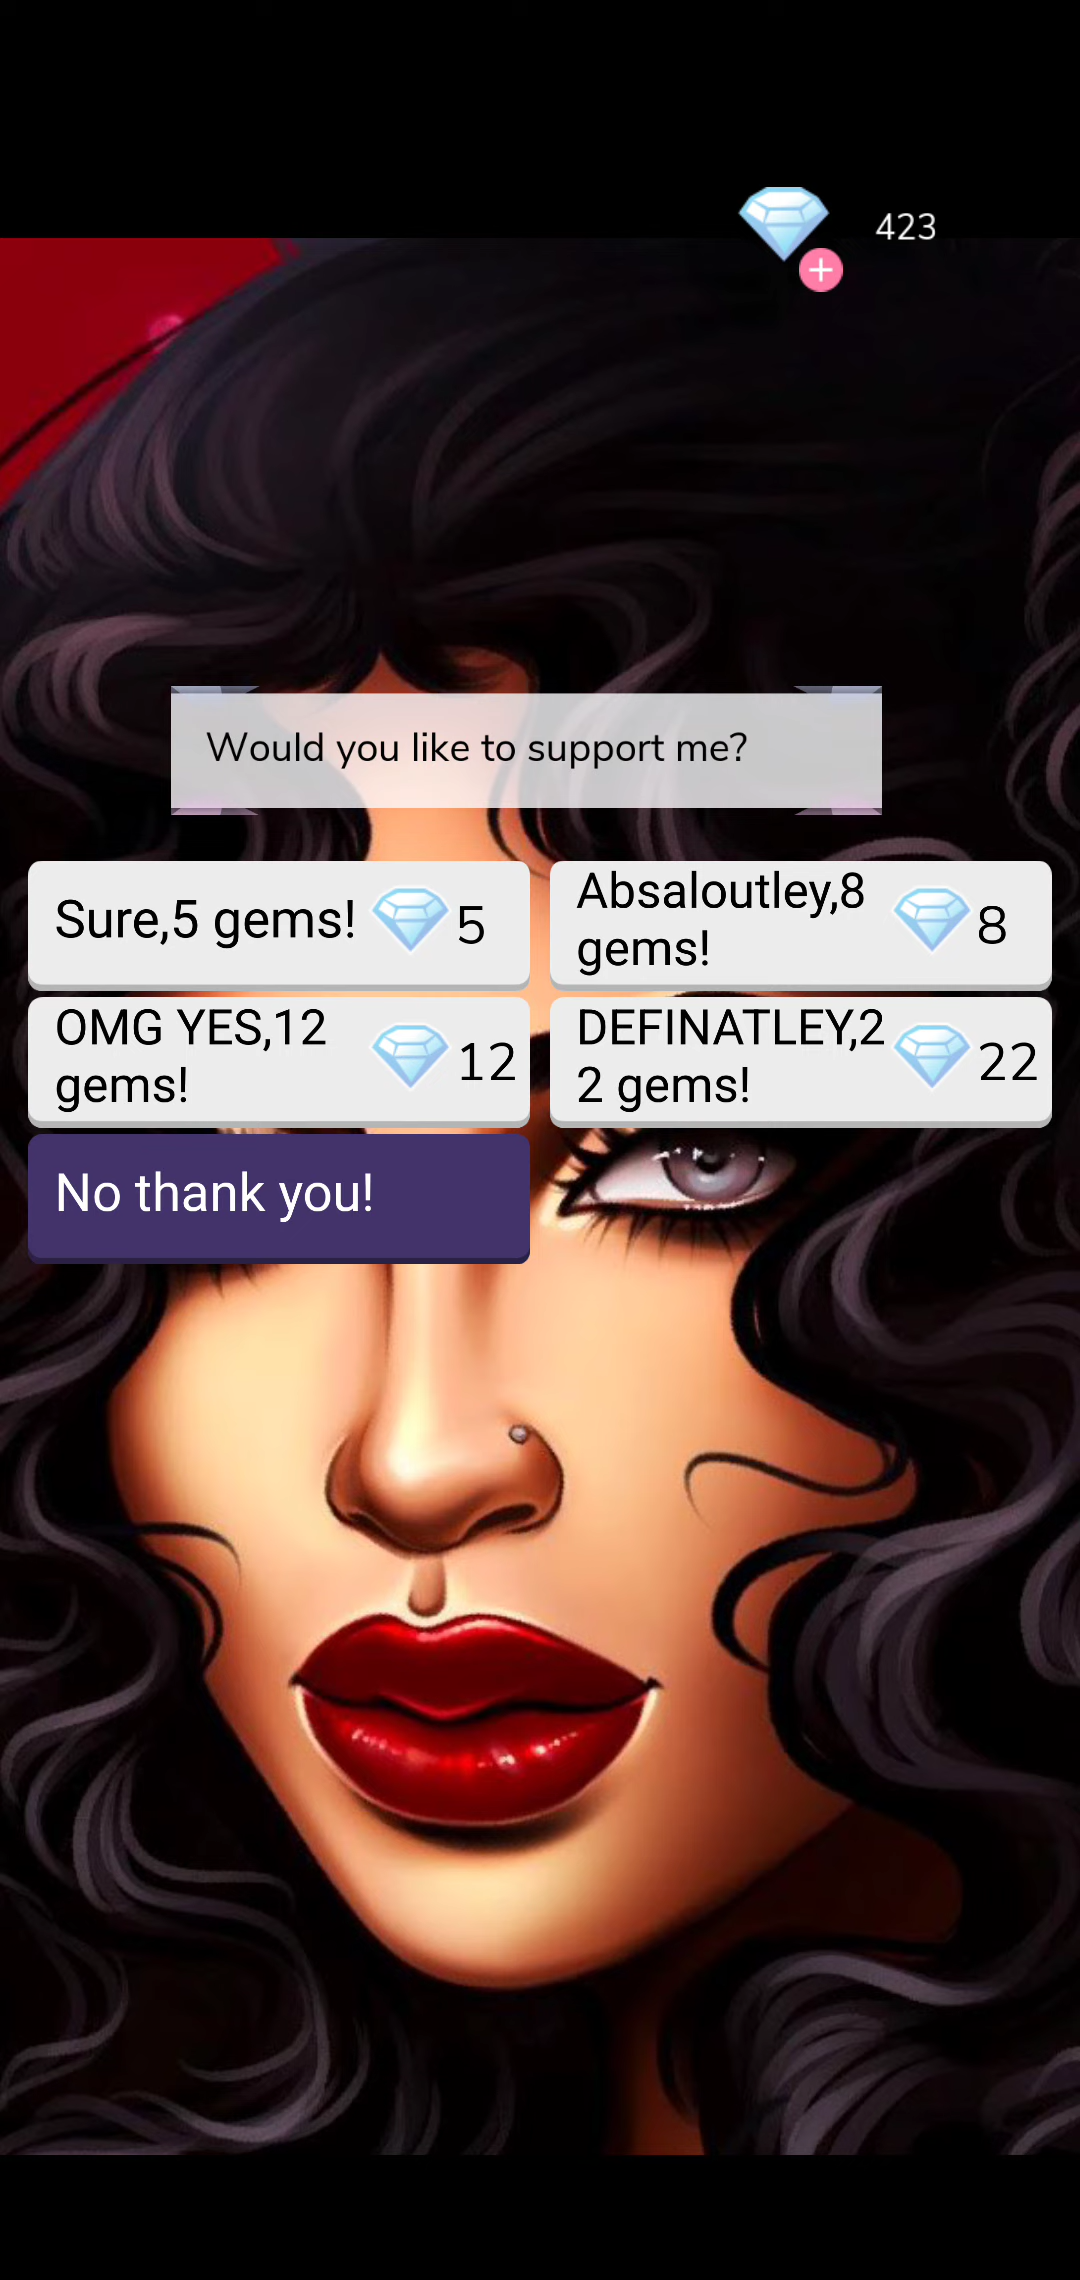 423
Would you like to support me?
Sure,5 gems! 5
Absaloutley,8
gems! 8
OMG YES,12
gems! 12
DEFINATLEY,2
2 gems! 22
No thank you!